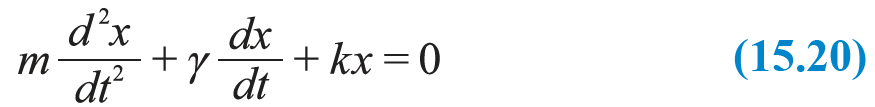 m d²x/dt² + γ dx/dt + kx = 0 (15.20)